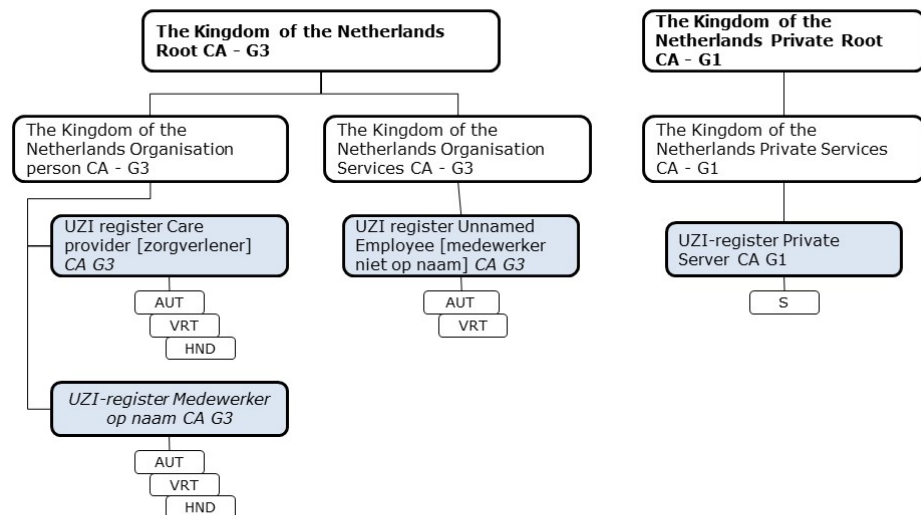 The Kingdom of the Netherlands
Root CA - G3
The Kingdom of the
Netherlands Private Root
CA - G1
The Kingdom of the
Netherlands Organisation
person CA - G3
The Kingdom of the
Netherlands Organisation
Services CA - G3
The Kingdom of the
Netherlands Private Services
CA - G1
UZI register Care
provider [zorgverlener]
CA G3
UZI register Unnamed
Employee [medewerker
niet op naam] CA G3
UZI-register Private
Server CA G1
AUT
VRT
HND
AUT
VRT
S
UZI-register Medewerker
op naam CA G3
AUT
VRT
HND